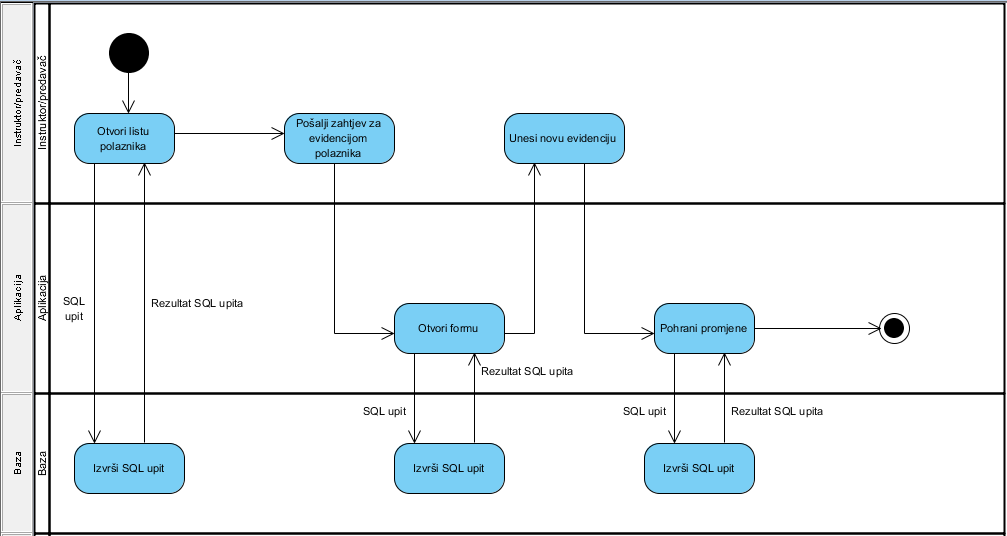 Instruktor/predavač
Instruktor/predavač
Otvori listu
polaznika
Pošalji zahtjev za
evidencijom
polaznika
Unesi novu evidenciju
Aplikacija
Aplikacija
SQL
upit
Rezultat SQL upita
Otvori formu
Pohrani promjene
Rezultat SQL upita
SQL upit
SQL upit
Rezultat SQL upita
Baza
Baza
Izvrši SQL upit
Izvrši SQL upit
Izvrši SQL upit